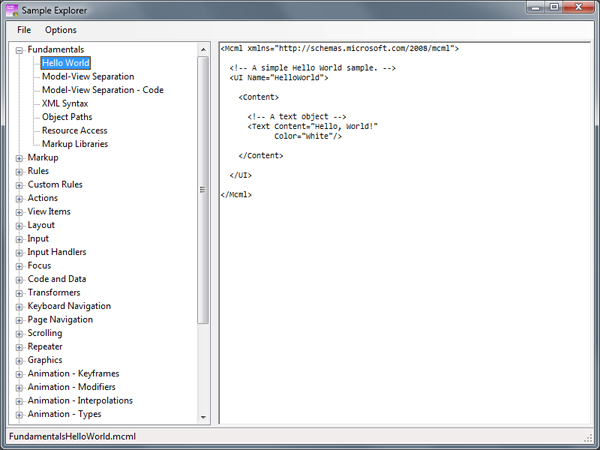 Sample Explorer
File Options
Fundamentals
Hello World
Model-View Separation
Model-View Separation - Code
XML Syntax
Object Paths
Resource Access
Markup Libraries
Markup
Rules
Custom Rules
Actions
View Items
Layout
Input
Input Handlers
Focus
Code and Data
Transformers
Keyboard Navigation
Page Navigation
Scrolling
Repeater
Graphics
Animation - Keyframes
Animation - Modifiers
Animation - Interpolations
Animation - Types
<Mcml xmlns="http://schemas.microsoft.com/2008/mcml">
<!-- A simple Hello World sample. -->
<UI Name="HelloWorld">
<Content>
<!-- A text object -->
<Text Content="Hello, World!"
Color="White"/>
</Content>
</UI>
</Mcml>
FundamentalsHelloWorld.mcml